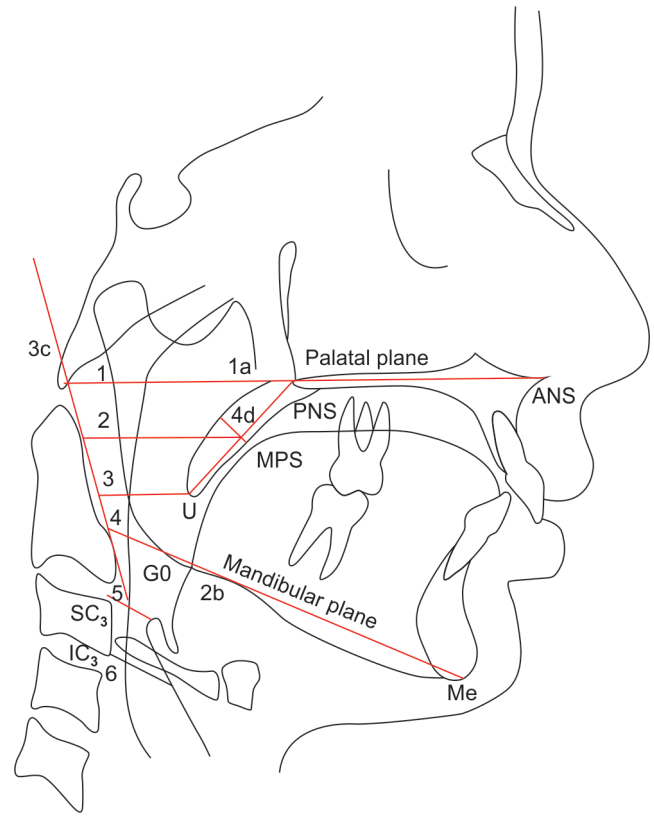 3c
1
1a
Palatal plane
ANS
2
4d
PNS
MPS
3
U
4
G0
2b
Mandibular plane
5
SC3
IC3
6
Me